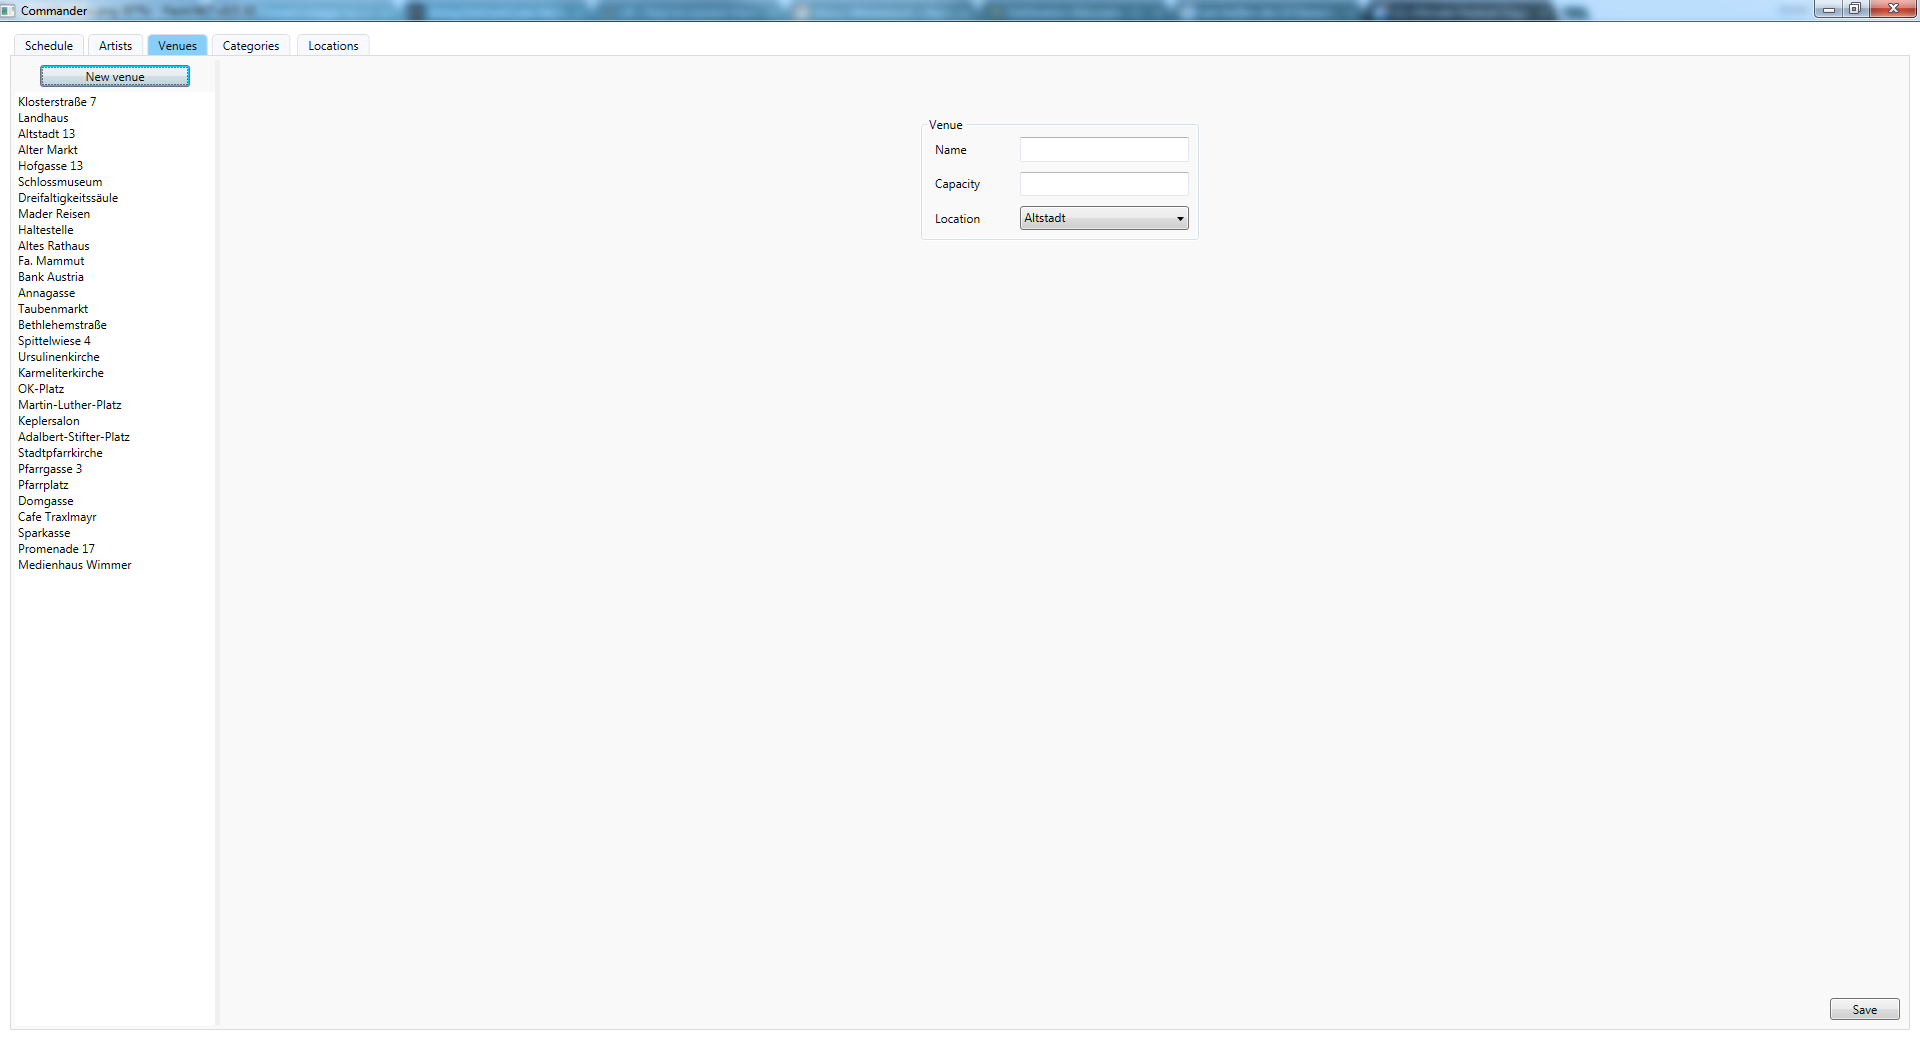 Commander
Schedule Artists Venues Categories Locations
New venue
Klosterstraße 7
Landhaus
Altstadt 13
Alter Markt
Hofgasse 13
Schlossmuseum
Dreifaltigkeitssäule
Mader Reisen
Haltestelle
Altes Rathaus
Fa. Mammut
Bank Austria
Annagasse
Taubenmarkt
Bethlehemstraße
Spittelwiese 4
Ursulinenkirche
Karmeliterkirche
OK-Platz
Martin-Luther-Platz
Keplersalon
Adalbert-Stifter-Platz
Stadtpfarrkirche
Pfarrgasse 3
Pfarrplatz
Domgasse
Cafe Traxlmayr
Sparkasse
Promenade 17
Medienhaus Wimmer
Venue
Name
Capacity
Location Altstadt
Save